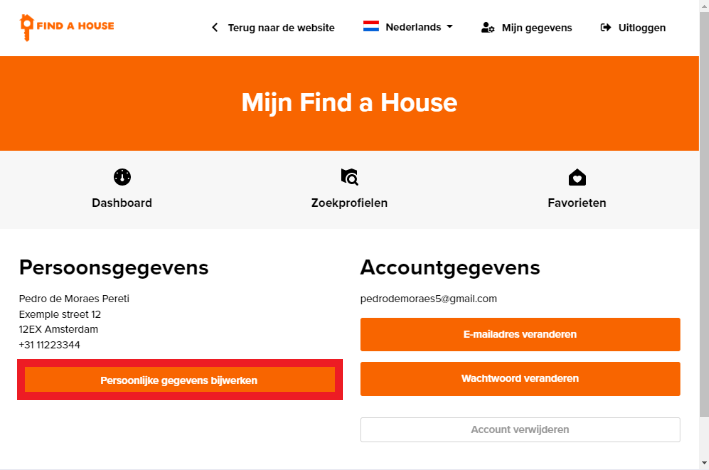 FIND A HOUSE
Terug naar de website
Nederlands
Mijn gegevens
Uitloggen
Mijn Find a House
Dashboard
Zoekprofielen
Favorieten
Persoonsgegevens
Pedro de Moraes Pereti
Exemple street 12
12EX Amsterdam
+31 11223344
Persoonlijke gegevens bijwerken
Accountgegevens
pedrodemoraes5@gmail.com
E-mailadres veranderen
Wachtwoord veranderen
Account verwijderen